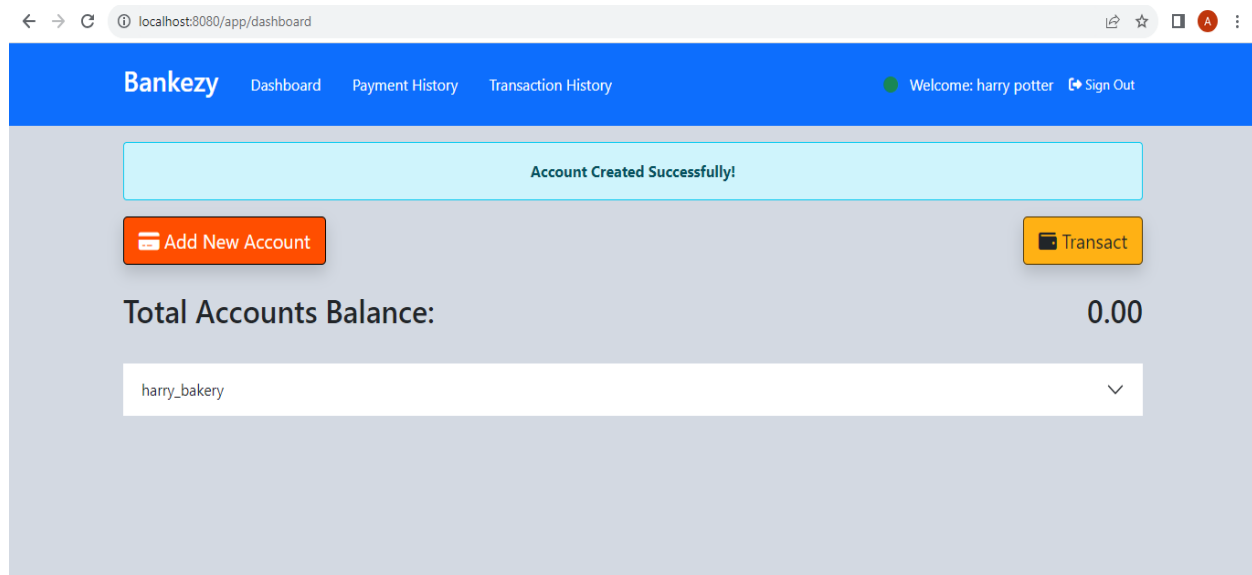 localhost:8080/app/dashboard A
Bankezy Dashboard Payment History Transaction History Welcome: harry potter Sign Out
Account Created Successfully!
Add New Account Transact
Total Accounts Balance: 0.00
harry_bakery